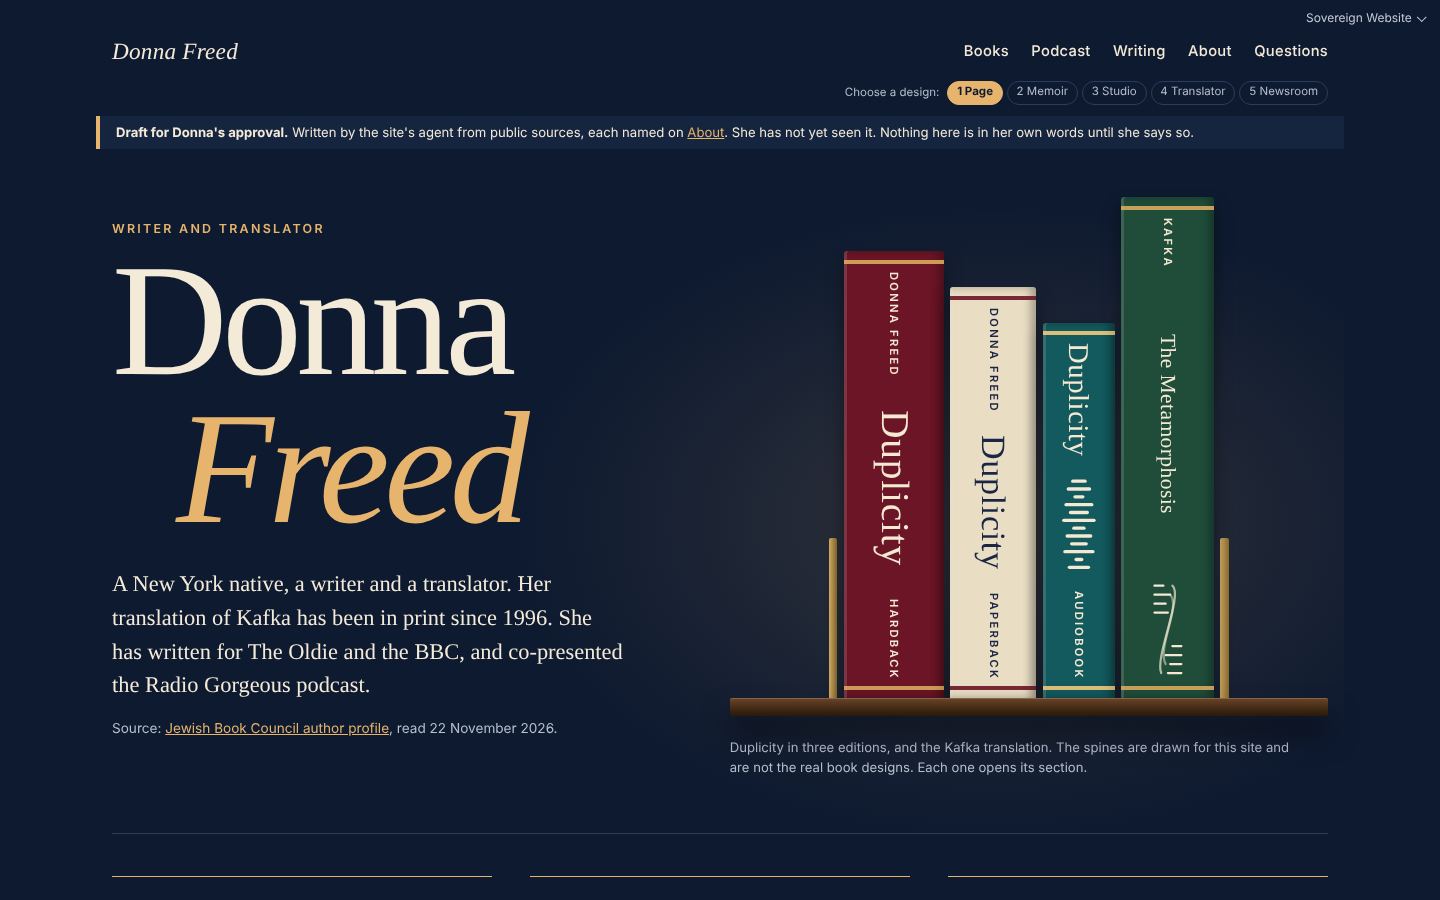 Sovereign Website
Donna Freed
Books Podcast Writing About Questions
Choose a design: 1 Page 2 Memoir 3 Studio 4 Translator 5 Newsroom
Draft for Donna's approval. Written by the site's agent from public sources, each named on About. She has not yet seen it. Nothing here is in her own words until she says so.
WRITER AND TRANSLATOR
Donna
Freed
A New York native, a writer and a translator. Her
translation of Kafka has been in print since 1996. She
has written for The Oldie and the BBC, and co-presented
the Radio Gorgeous podcast.
Source: Jewish Book Council author profile, read 22 November 2026.
DONNA FREED Duplicity HARDBACK
DONNA FREED Duplicity PAPERBACK
Duplicity AUDIOBOOK
KAFKA The Metamorphosis
Duplicity in three editions, and the Kafka translation. The spines are drawn for this site and
are not the real book designs. Each one opens its section.